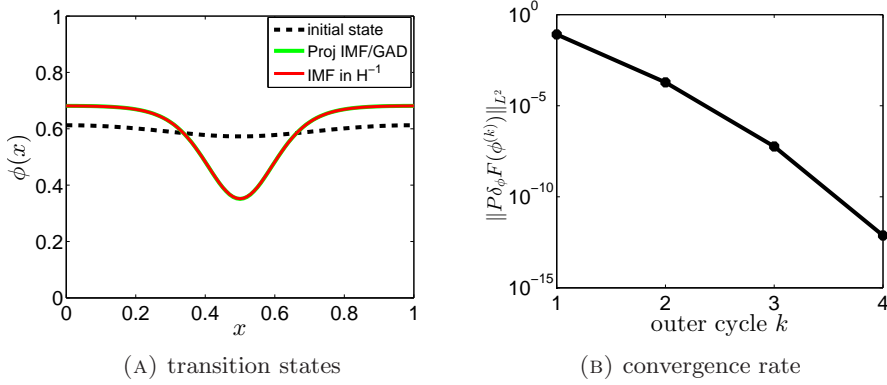 1
0.8
0.6
0.4
0.2
0
ϕ(x)
initial state
Proj IMF/GAD
IMF in H⁻¹
0 0.2 0.4 0.6 0.8 1
x
(A) transition states
10⁰
10⁻⁵
10⁻¹⁰
10⁻¹⁵
‖Pδ_ϕF(ϕ⁽ᵏ⁾)‖_{L²}
1 2 3 4
outer cycle k
(B) convergence rate